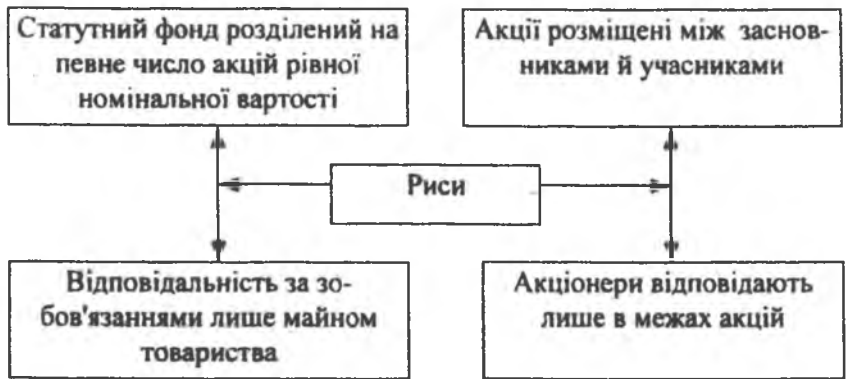 Статутний фонд розділений на
певне число акцій рівної
номінальної вартості
Акції розміщені між заснов-
никами й учасниками
Риси
Відповідальність за зо-
бов'язаннями лише майном
товариства
Акціонери відповідають
лише в межах акцій